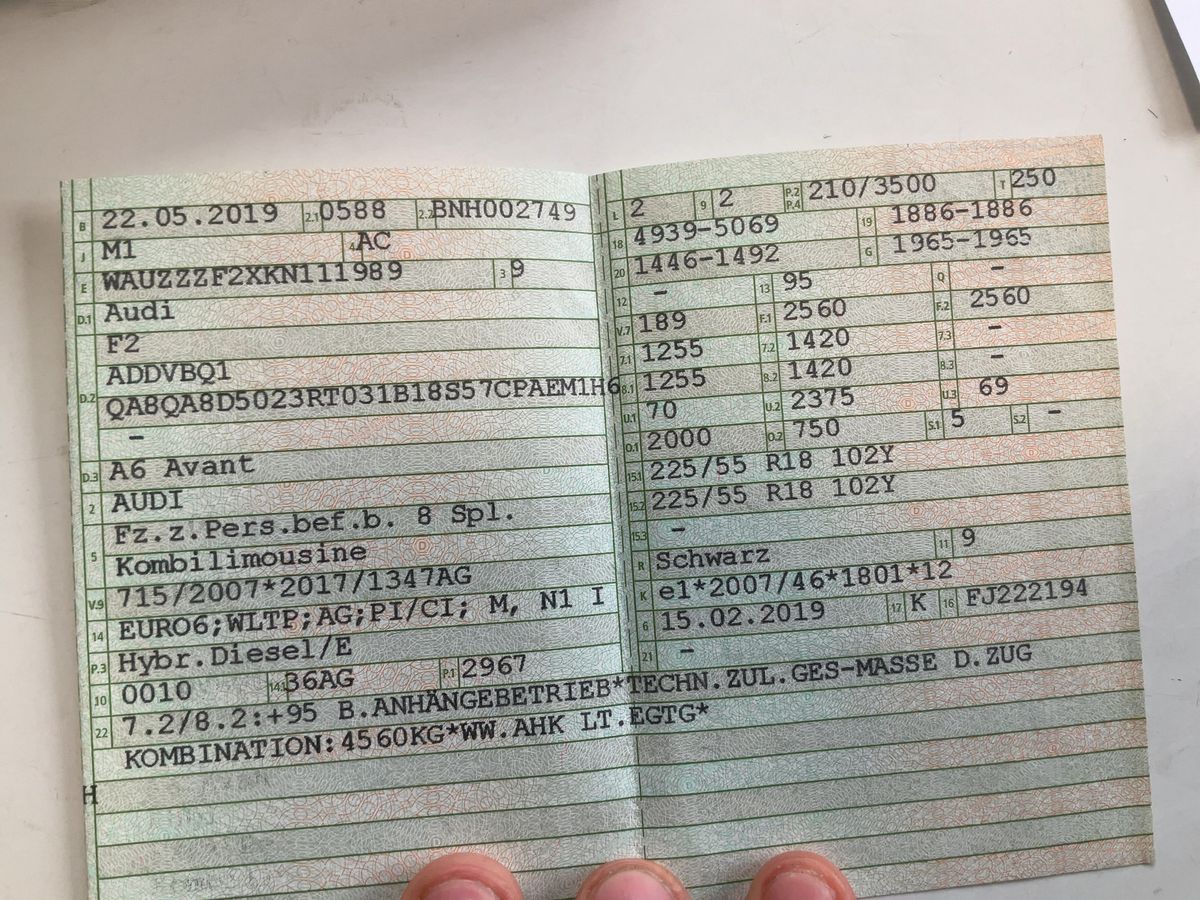 B 22.05.2019 2.1 0588 2.2 BNH002749
J M1 4 AC
E WAUZZZF2XKN111989 3 9
D.1 Audi
F2
D.2 ADDVBQ1
QA8QA8D5023RT031B18S57CPAEM1H6
–
D.3 A6 Avant
2 AUDI
5 Fz.z.Pers.bef.b. 8 Spl.
Kombilimousine
V.9 715/2007*2017/1347AG
14 EURO6;WLTP;AG;PI/CI; M, N1 I
P.3 Hybr.Diesel/E
10 0010 14.1 36AG P.1 2967
L 2 9 2 P.2 P.4 210/3500 T 250
18 4939-5069 19 1886-1886
20 1446-1492 G 1965-1965
12 – 13 95 Q –
V.7 189 F.1 2560 F.2 2560
7.1 1255 7.2 1420 7.3 –
8.1 1255 8.2 1420 8.3 –
U.1 70 U.2 2375 U.3 69
O.1 2000 O.2 750 S.1 5 S.2 –
15.1 225/55 R18 102Y
15.2 225/55 R18 102Y
15.3 –
R Schwarz 11 9
K e1*2007/46*1801*12
6 15.02.2019 17 K 16 FJ222194
21 –
22 7.2/8.2:+95 B.ANHÄNGEBETRIEB*TECHN.ZUL.GES-MASSE D.ZUG
KOMBINATION:4560KG*WW.AHK LT.EGTG*
H